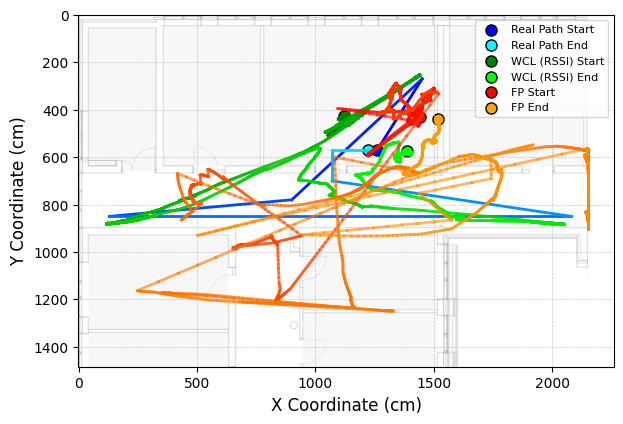 0
200
400
600
800
1000
1200
1400
Y Coordinate (cm)
Real Path Start
Real Path End
WCL (RSSI) Start
WCL (RSSI) End
FP Start
FP End
0
500
1000
1500
2000
X Coordinate (cm)